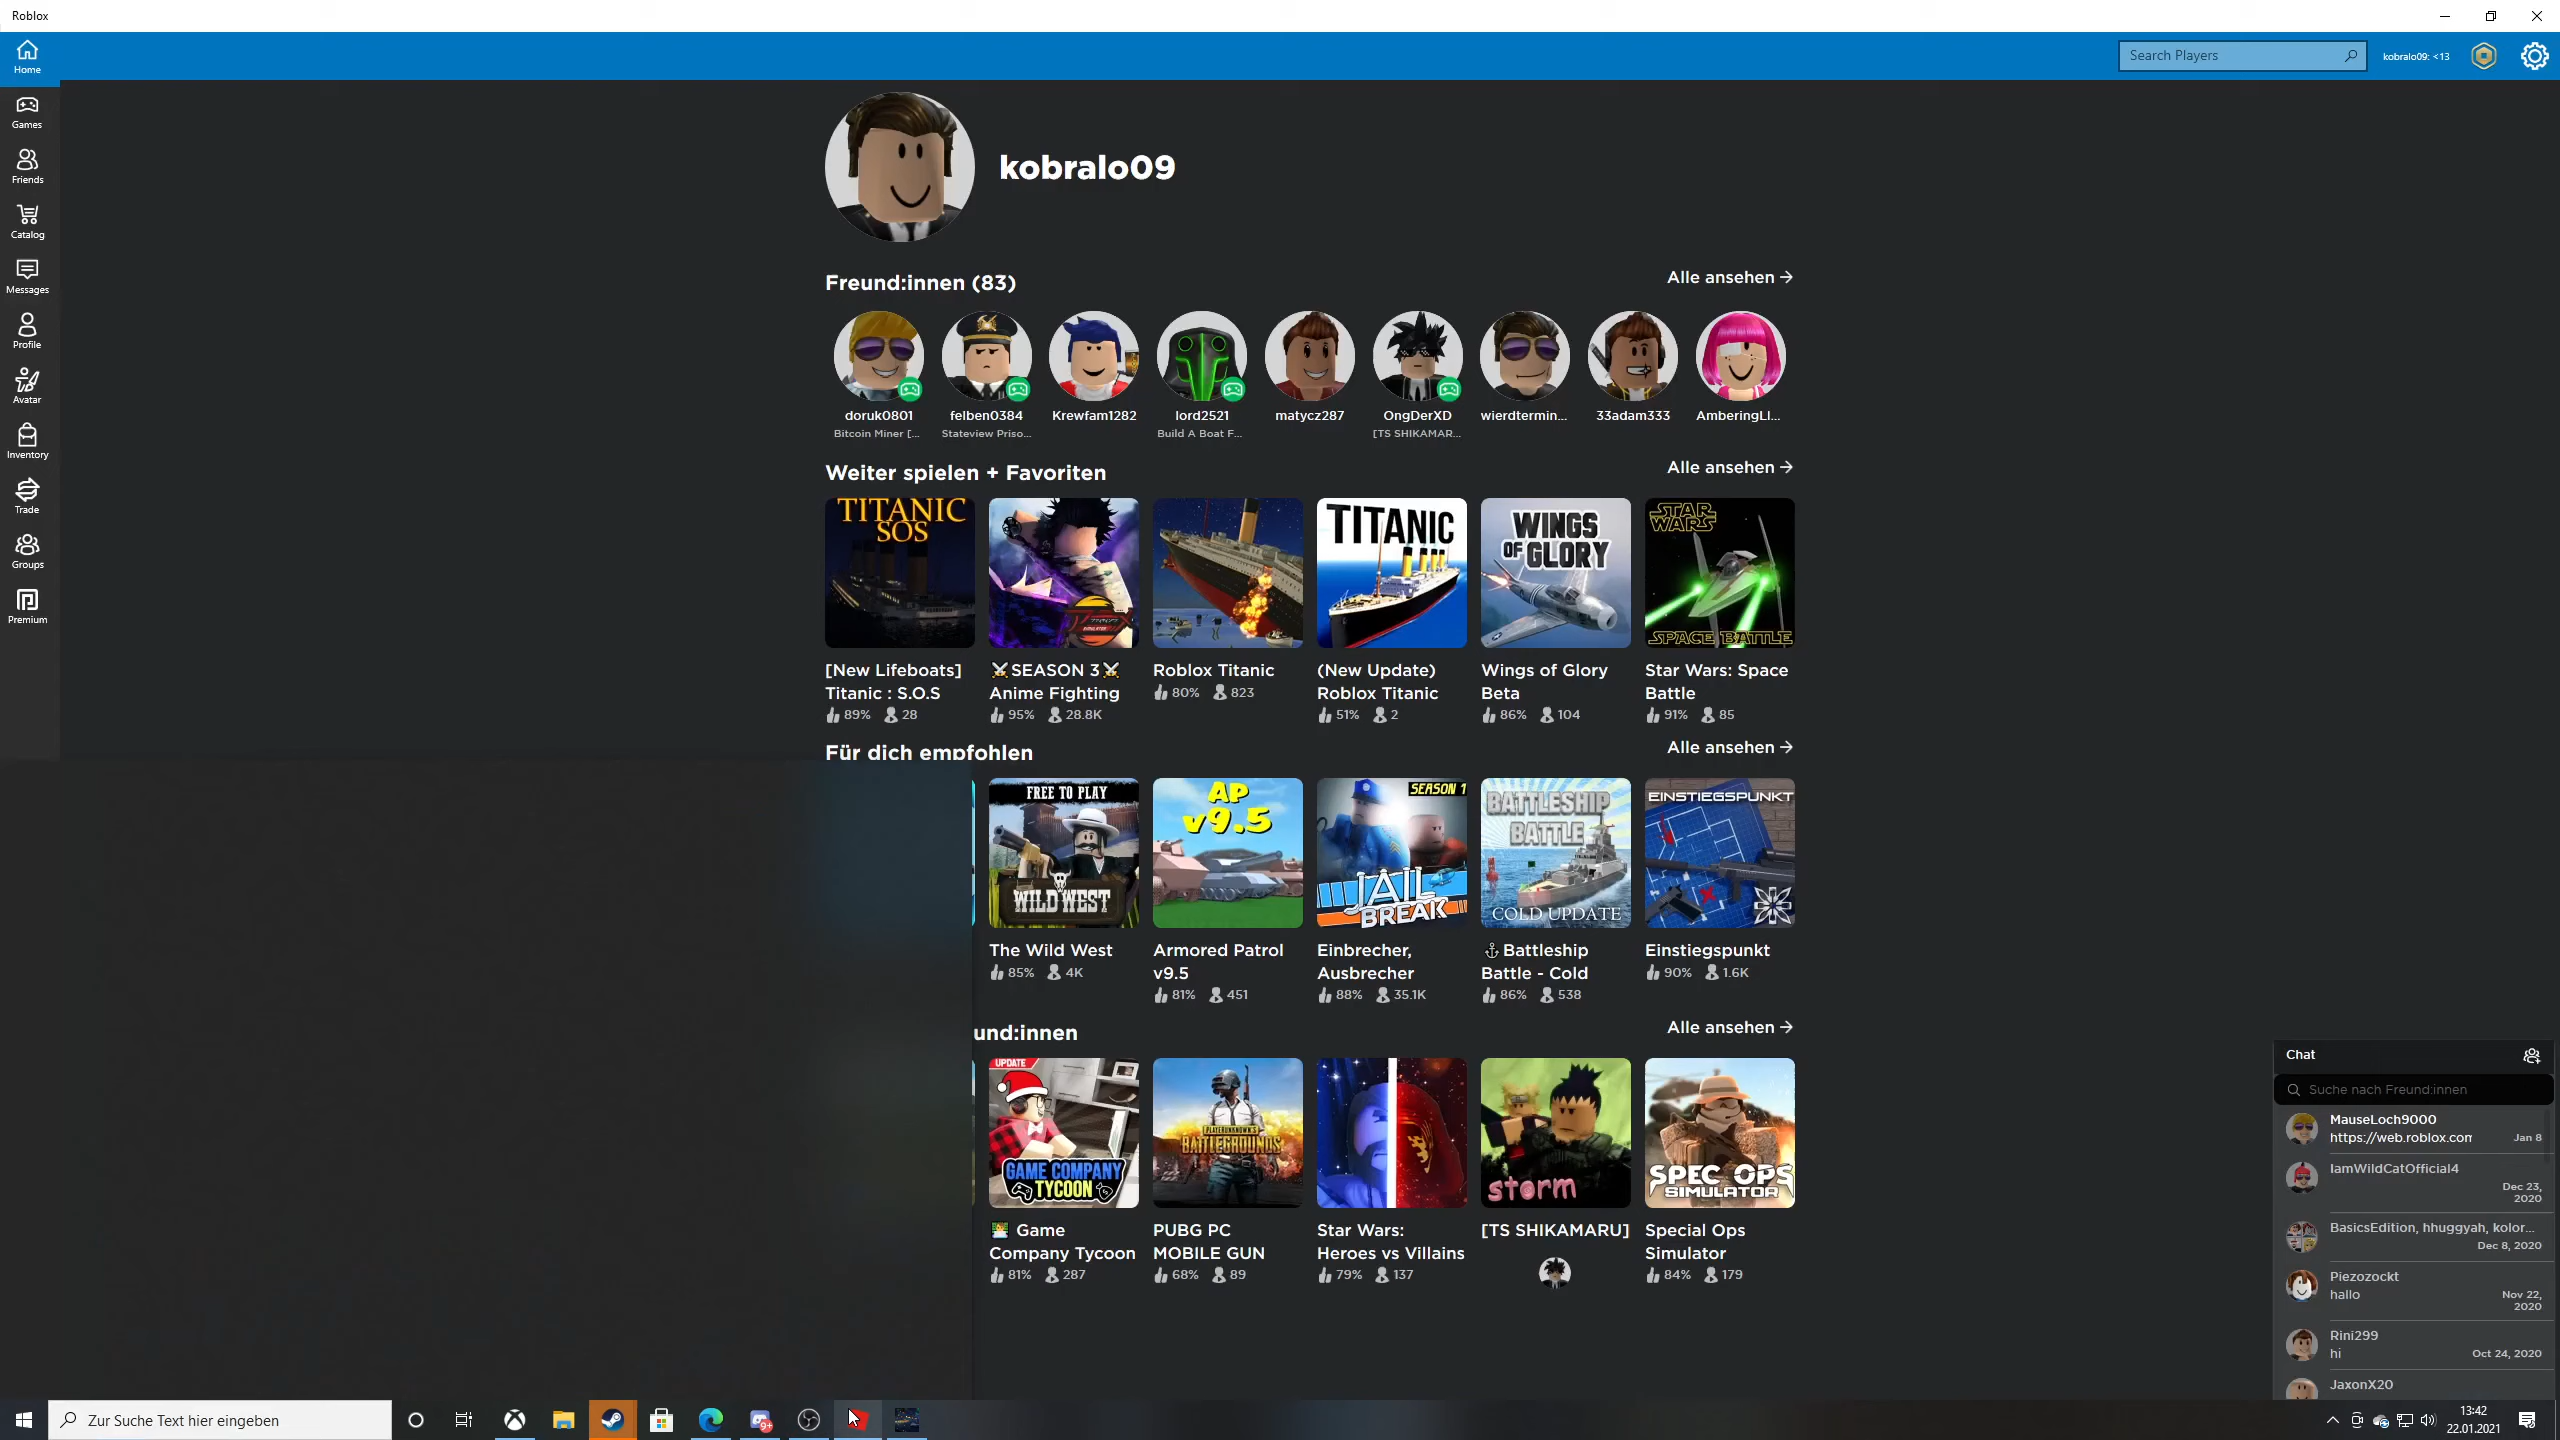 Roblox
Home
Search Players
kobralo09: <13
Games
Friends
Catalog
Messages
Profile
Avatar
Inventory
Trade
Groups
Premium
kobralo09
Freund:innen (83)
Alle ansehen
doruk0801
felben0384
Krewfam1282
lord2521
matycz287
OngDerXD
wierdtermin...
33adam333
AmberingLl...
Bitcoin Miner [...
Stateview Priso...
Build A Boat F...
[TS SHIKAMAR...
Weiter spielen + Favoriten
Alle ansehen
TITANIC
SOS
TITANIC
WINGS
OF GLORY
STAR
WARS
SPACE BATTLE
[New Lifeboats]
Titanic : S.O.S
89% 28
SEASON 3
Anime Fighting
95% 28.8K
Roblox Titanic
80% 823
(New Update)
Roblox Titanic
51% 2
Wings of Glory
Beta
86% 104
Star Wars: Space
Battle
91% 85
Für dich empfohlen
Alle ansehen
FREE TO PLAY
WILD WEST
AP
v9.5
SEASON 1
JAIL
BREAK
BATTLESHIP
BATTLE
COLD UPDATE
EINSTIEGSPUNKT
The Wild West
85% 4K
Armored Patrol
v9.5
81% 451
Einbrecher,
Ausbrecher
88% 35.1K
Battleship
Battle - Cold
86% 538
Einstiegspunkt
90% 1.6K
und:innen
Alle ansehen
UPDATE
GAME COMPANY
TYCOON
PLAYERUNKNOWN'S
BATTLEGROUNDS
storm
SPEC OPS
SIMULATOR
Game
Company Tycoon
81% 287
PUBG PC
MOBILE GUN
68% 89
Star Wars:
Heroes vs Villains
79% 137
[TS SHIKAMARU]
Special Ops
Simulator
84% 179
Chat
Suche nach Freund:innen
MauseLoch9000
https://web.roblox.com
Jan 8
IamWildCatOfficial4
Dec 23,
2020
BasicsEdition, hhuggyah, kolor...
Dec 8, 2020
Piezozockt
hallo
Nov 22,
2020
Rini299
hi
Oct 24, 2020
JaxonX20
Zur Suche Text hier eingeben
9+
13:42
22.01.2021